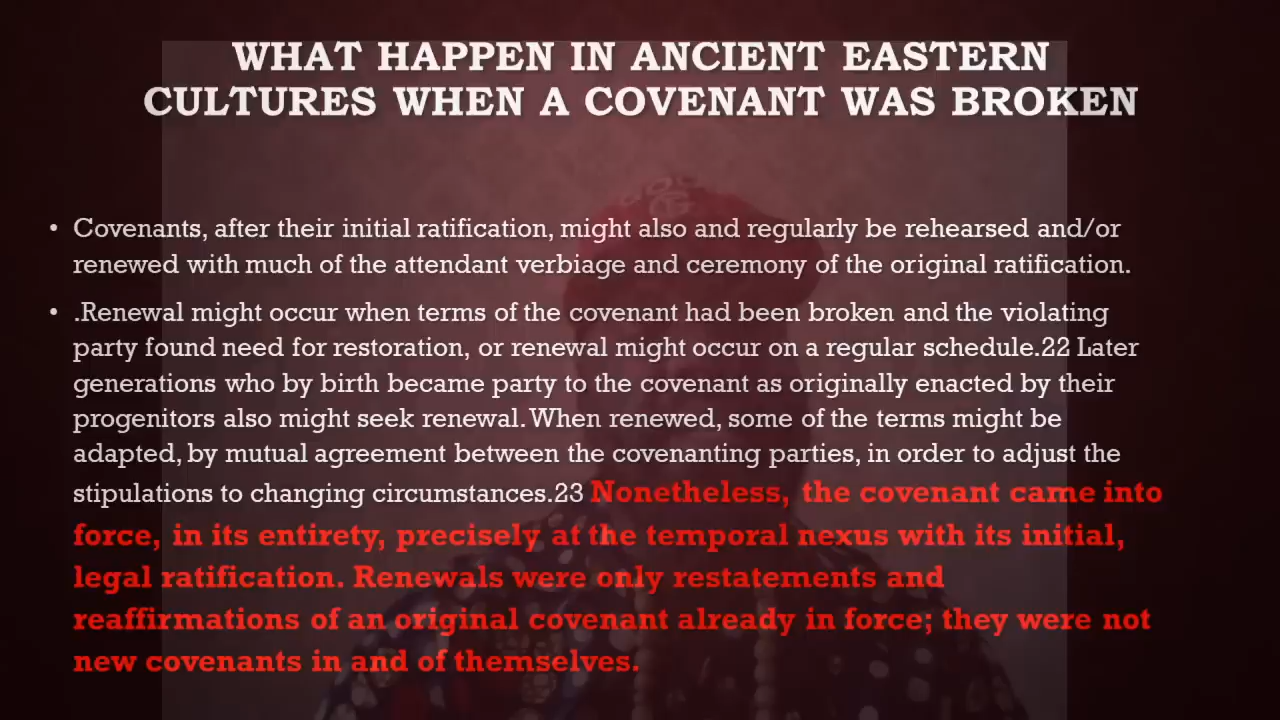 WHAT HAPPEN IN ANCIENT EASTERN
CULTURES WHEN A COVENANT WAS BROKEN
• Covenants, after their initial ratification, might also and regularly be rehearsed and/or
renewed with much of the attendant verbiage and ceremony of the original ratification.
• .Renewal might occur when terms of the covenant had been broken and the violating
party found need for restoration, or renewal might occur on a regular schedule.22 Later
generations who by birth became party to the covenant as originally enacted by their
progenitors also might seek renewal. When renewed, some of the terms might be
adapted, by mutual agreement between the covenanting parties, in order to adjust the
stipulations to changing circumstances.23 Nonetheless, the covenant came into
force, in its entirety, precisely at the temporal nexus with its initial,
legal ratification. Renewals were only restatements and
reaffirmations of an original covenant already in force; they were not
new covenants in and of themselves.